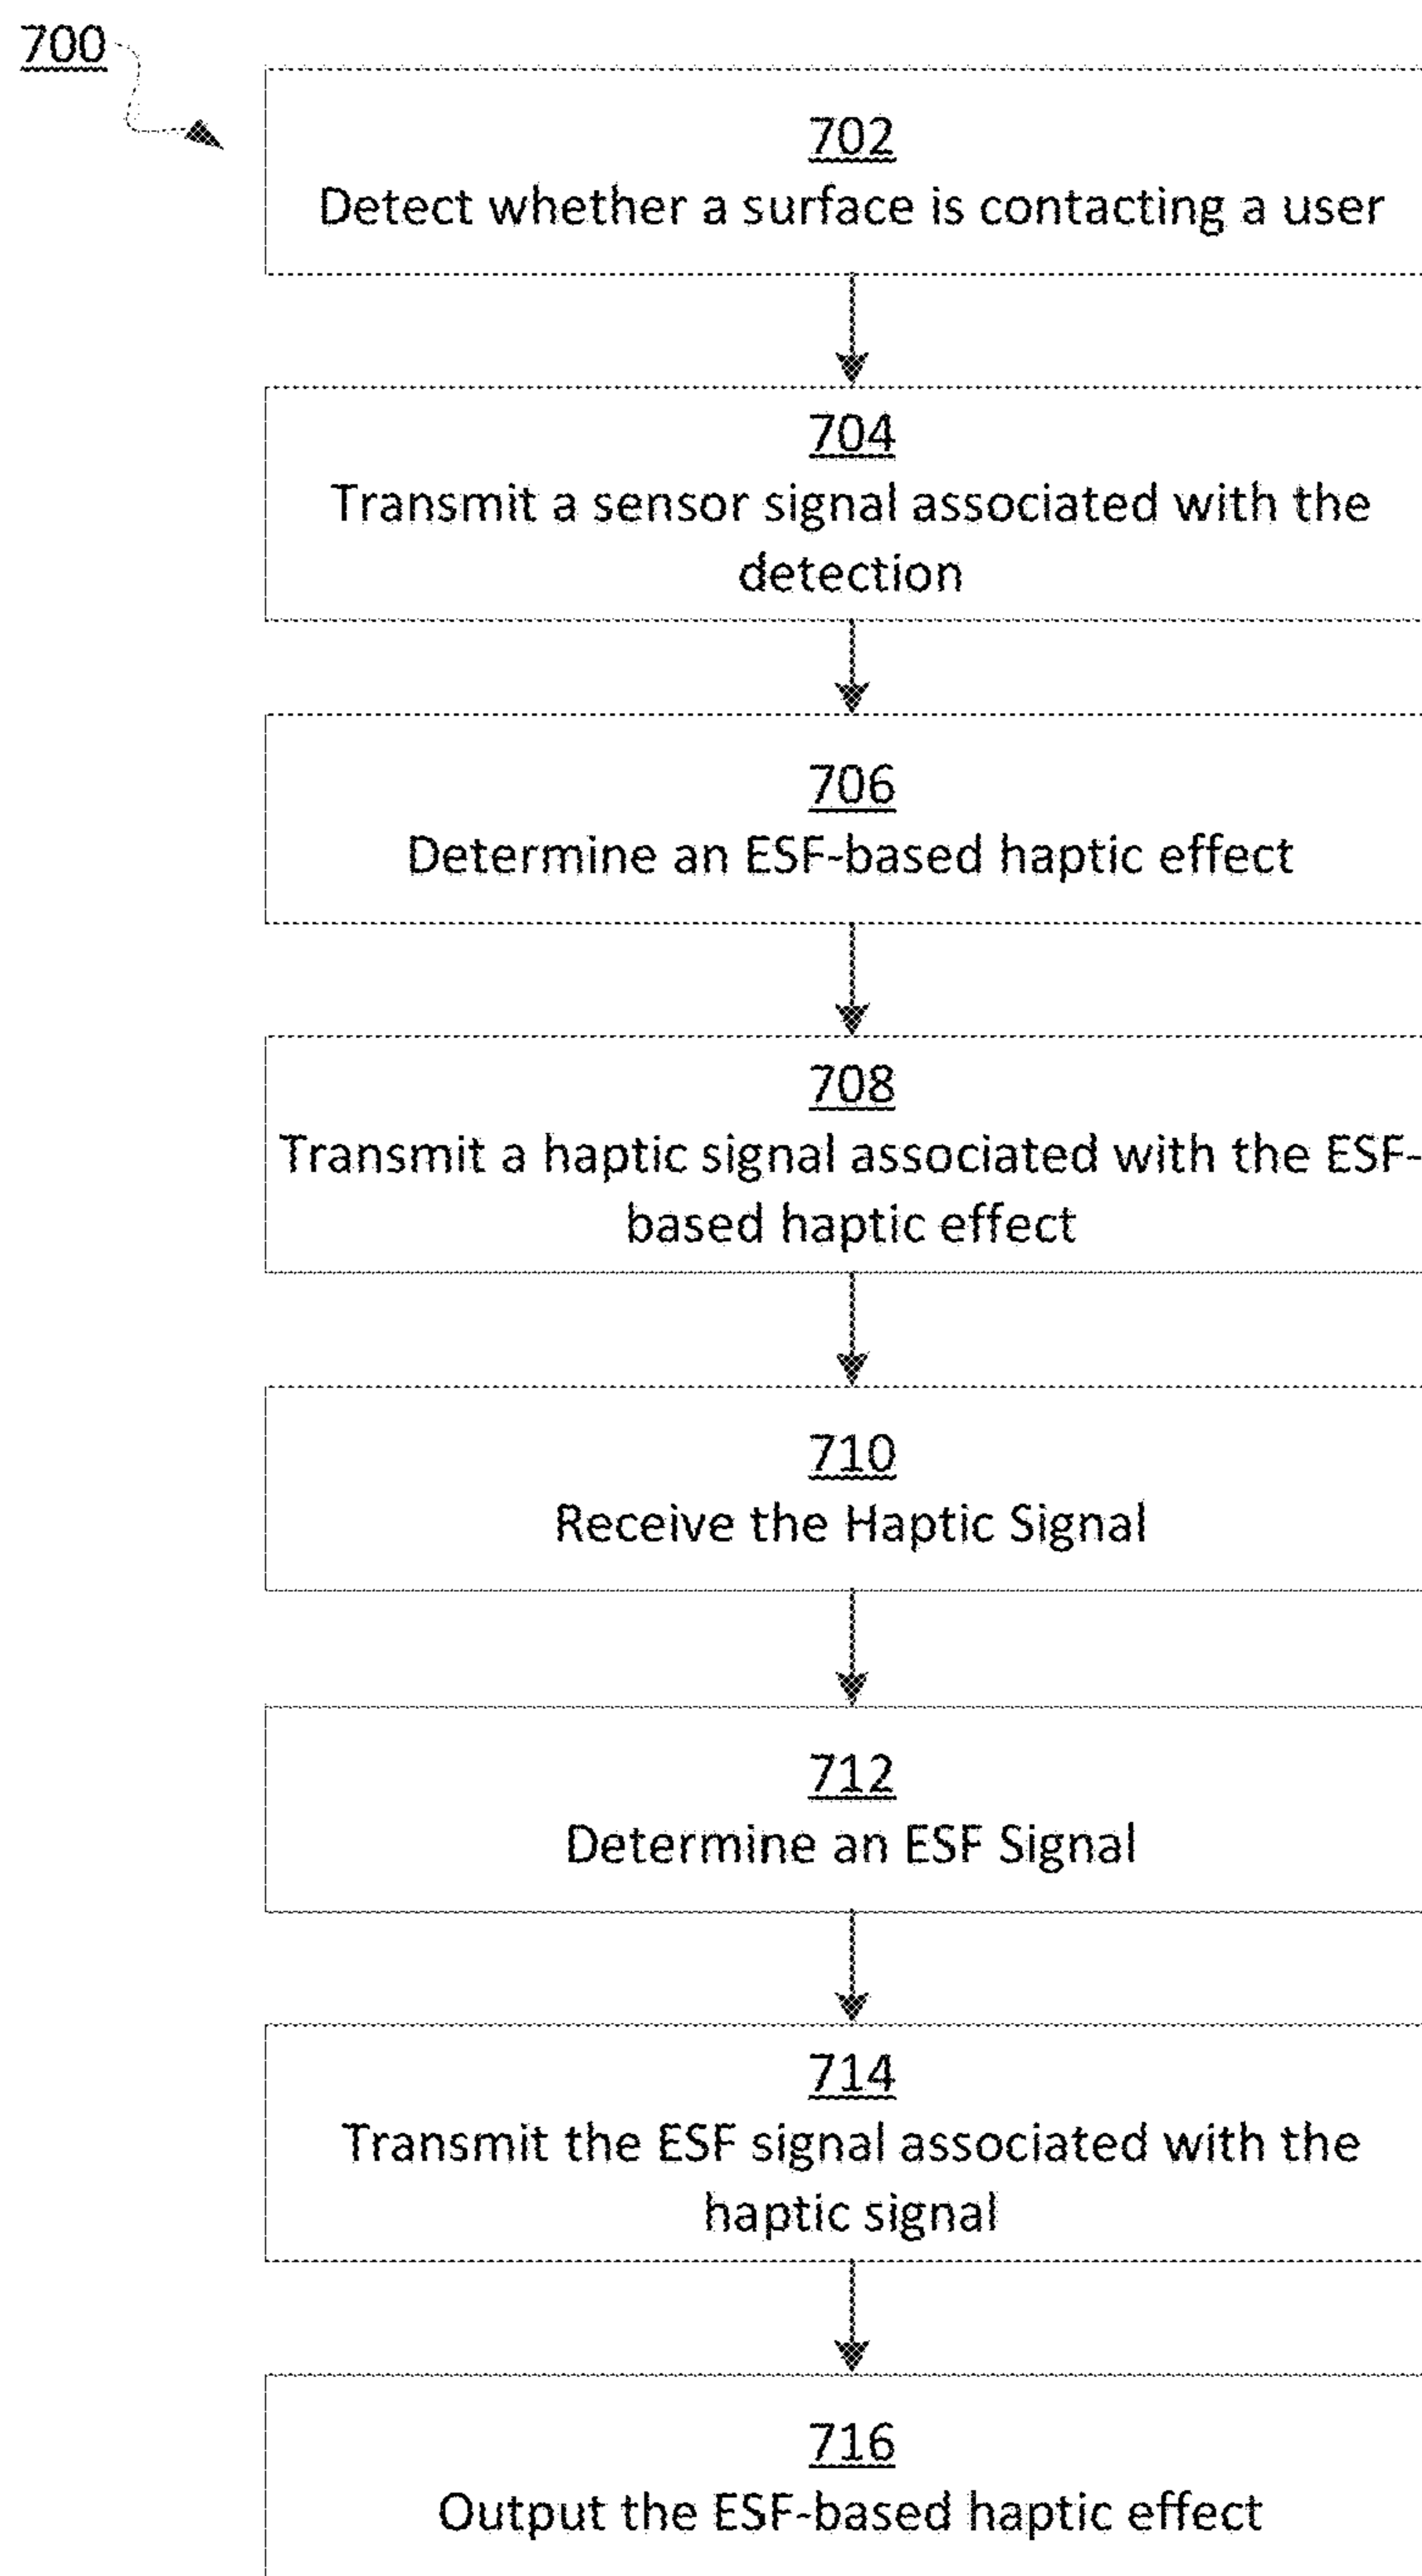 700
702
Detect whether a surface is contacting a user
704
Transmit a sensor signal associated with the
detection
706
Determine an ESF-based haptic effect
708
Transmit a haptic signal associated with the ESF-
based haptic effect
710
Receive the Haptic Signal
712
Determine an ESF Signal
714
Transmit the ESF signal associated with the
haptic signal
716
Output the ESF-based haptic effect